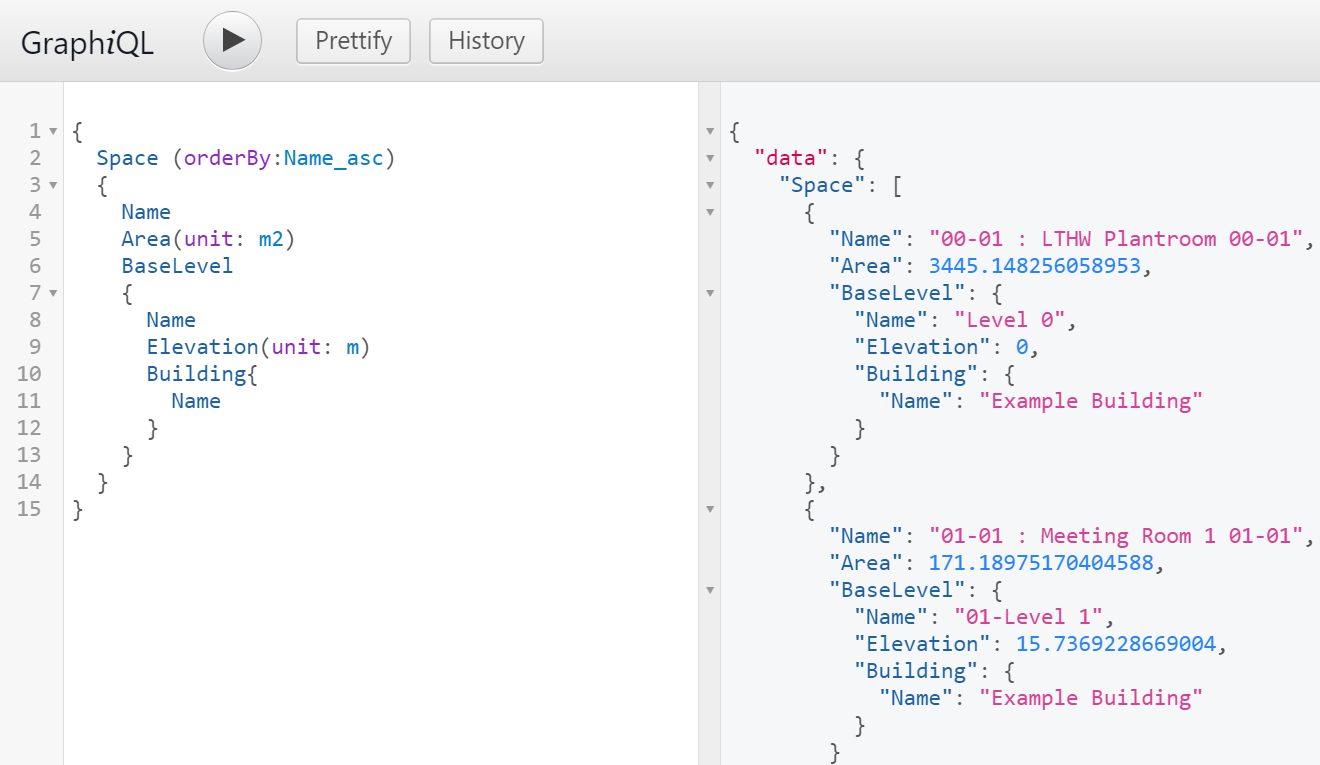 GraphiQL Prettify History
1 {
2 Space (orderBy:Name_asc)
3 {
4 Name
5 Area(unit: m2)
6 BaseLevel
7 {
8 Name
9 Elevation(unit: m)
10 Building{
11 Name
12 }
13 }
14 }
15 }
{
"data": {
"Space": [
{
"Name": "00-01 : LTHW Plantroom 00-01",
"Area": 3445.148256058953,
"BaseLevel": {
"Name": "Level 0",
"Elevation": 0,
"Building": {
"Name": "Example Building"
}
}
},
{
"Name": "01-01 : Meeting Room 1 01-01",
"Area": 171.18975170404588,
"BaseLevel": {
"Name": "01-Level 1",
"Elevation": 15.7369228669004,
"Building": {
"Name": "Example Building"
}
}